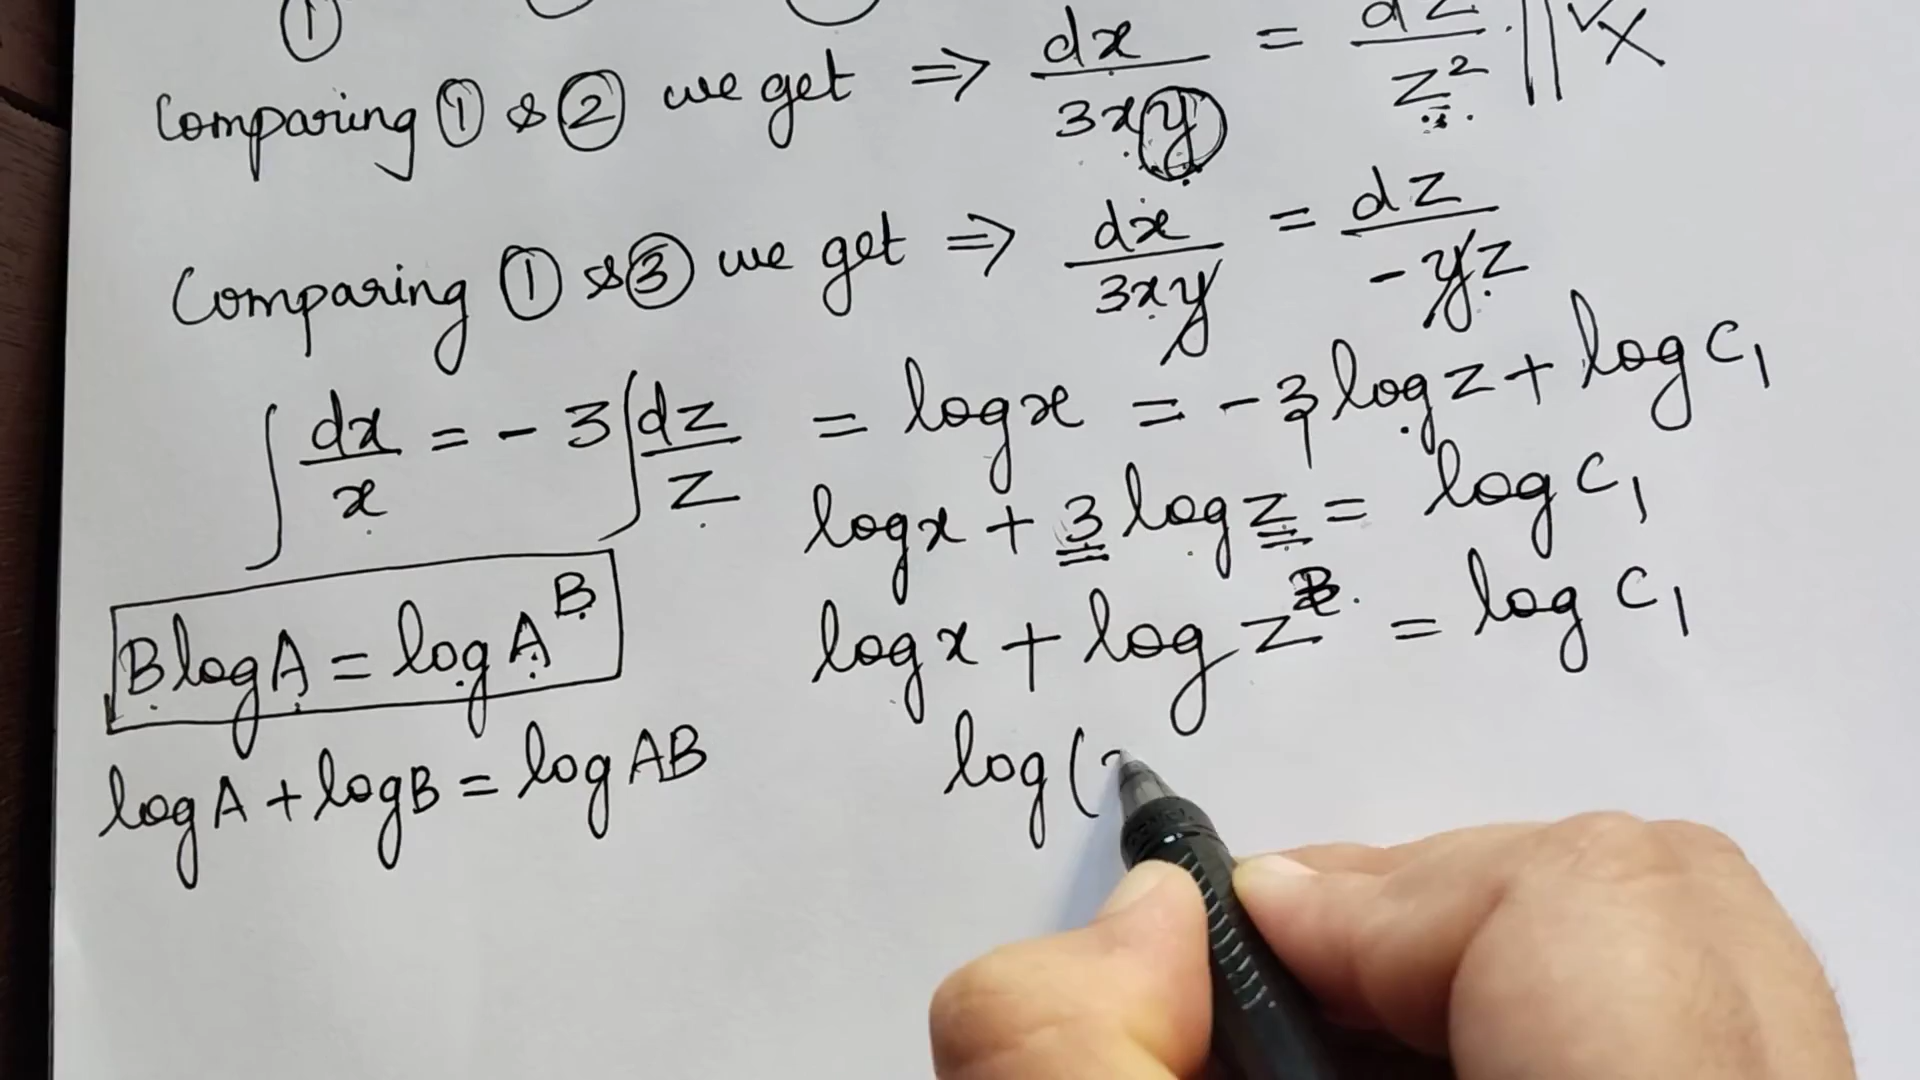 ①
Comparing ① & ② we get ⇒ dx/3xy = dz/z² ||ly X
Comparing ① & ③ we get ⇒ dx/3xy = dz/-yz
∫dx/x = -3∫dz/z = log x = -3 log z + log C₁
log x + 3 log z = log C₁
B log A = log A^B
log x + log z³ = log C₁
log A + log B = log AB
log (